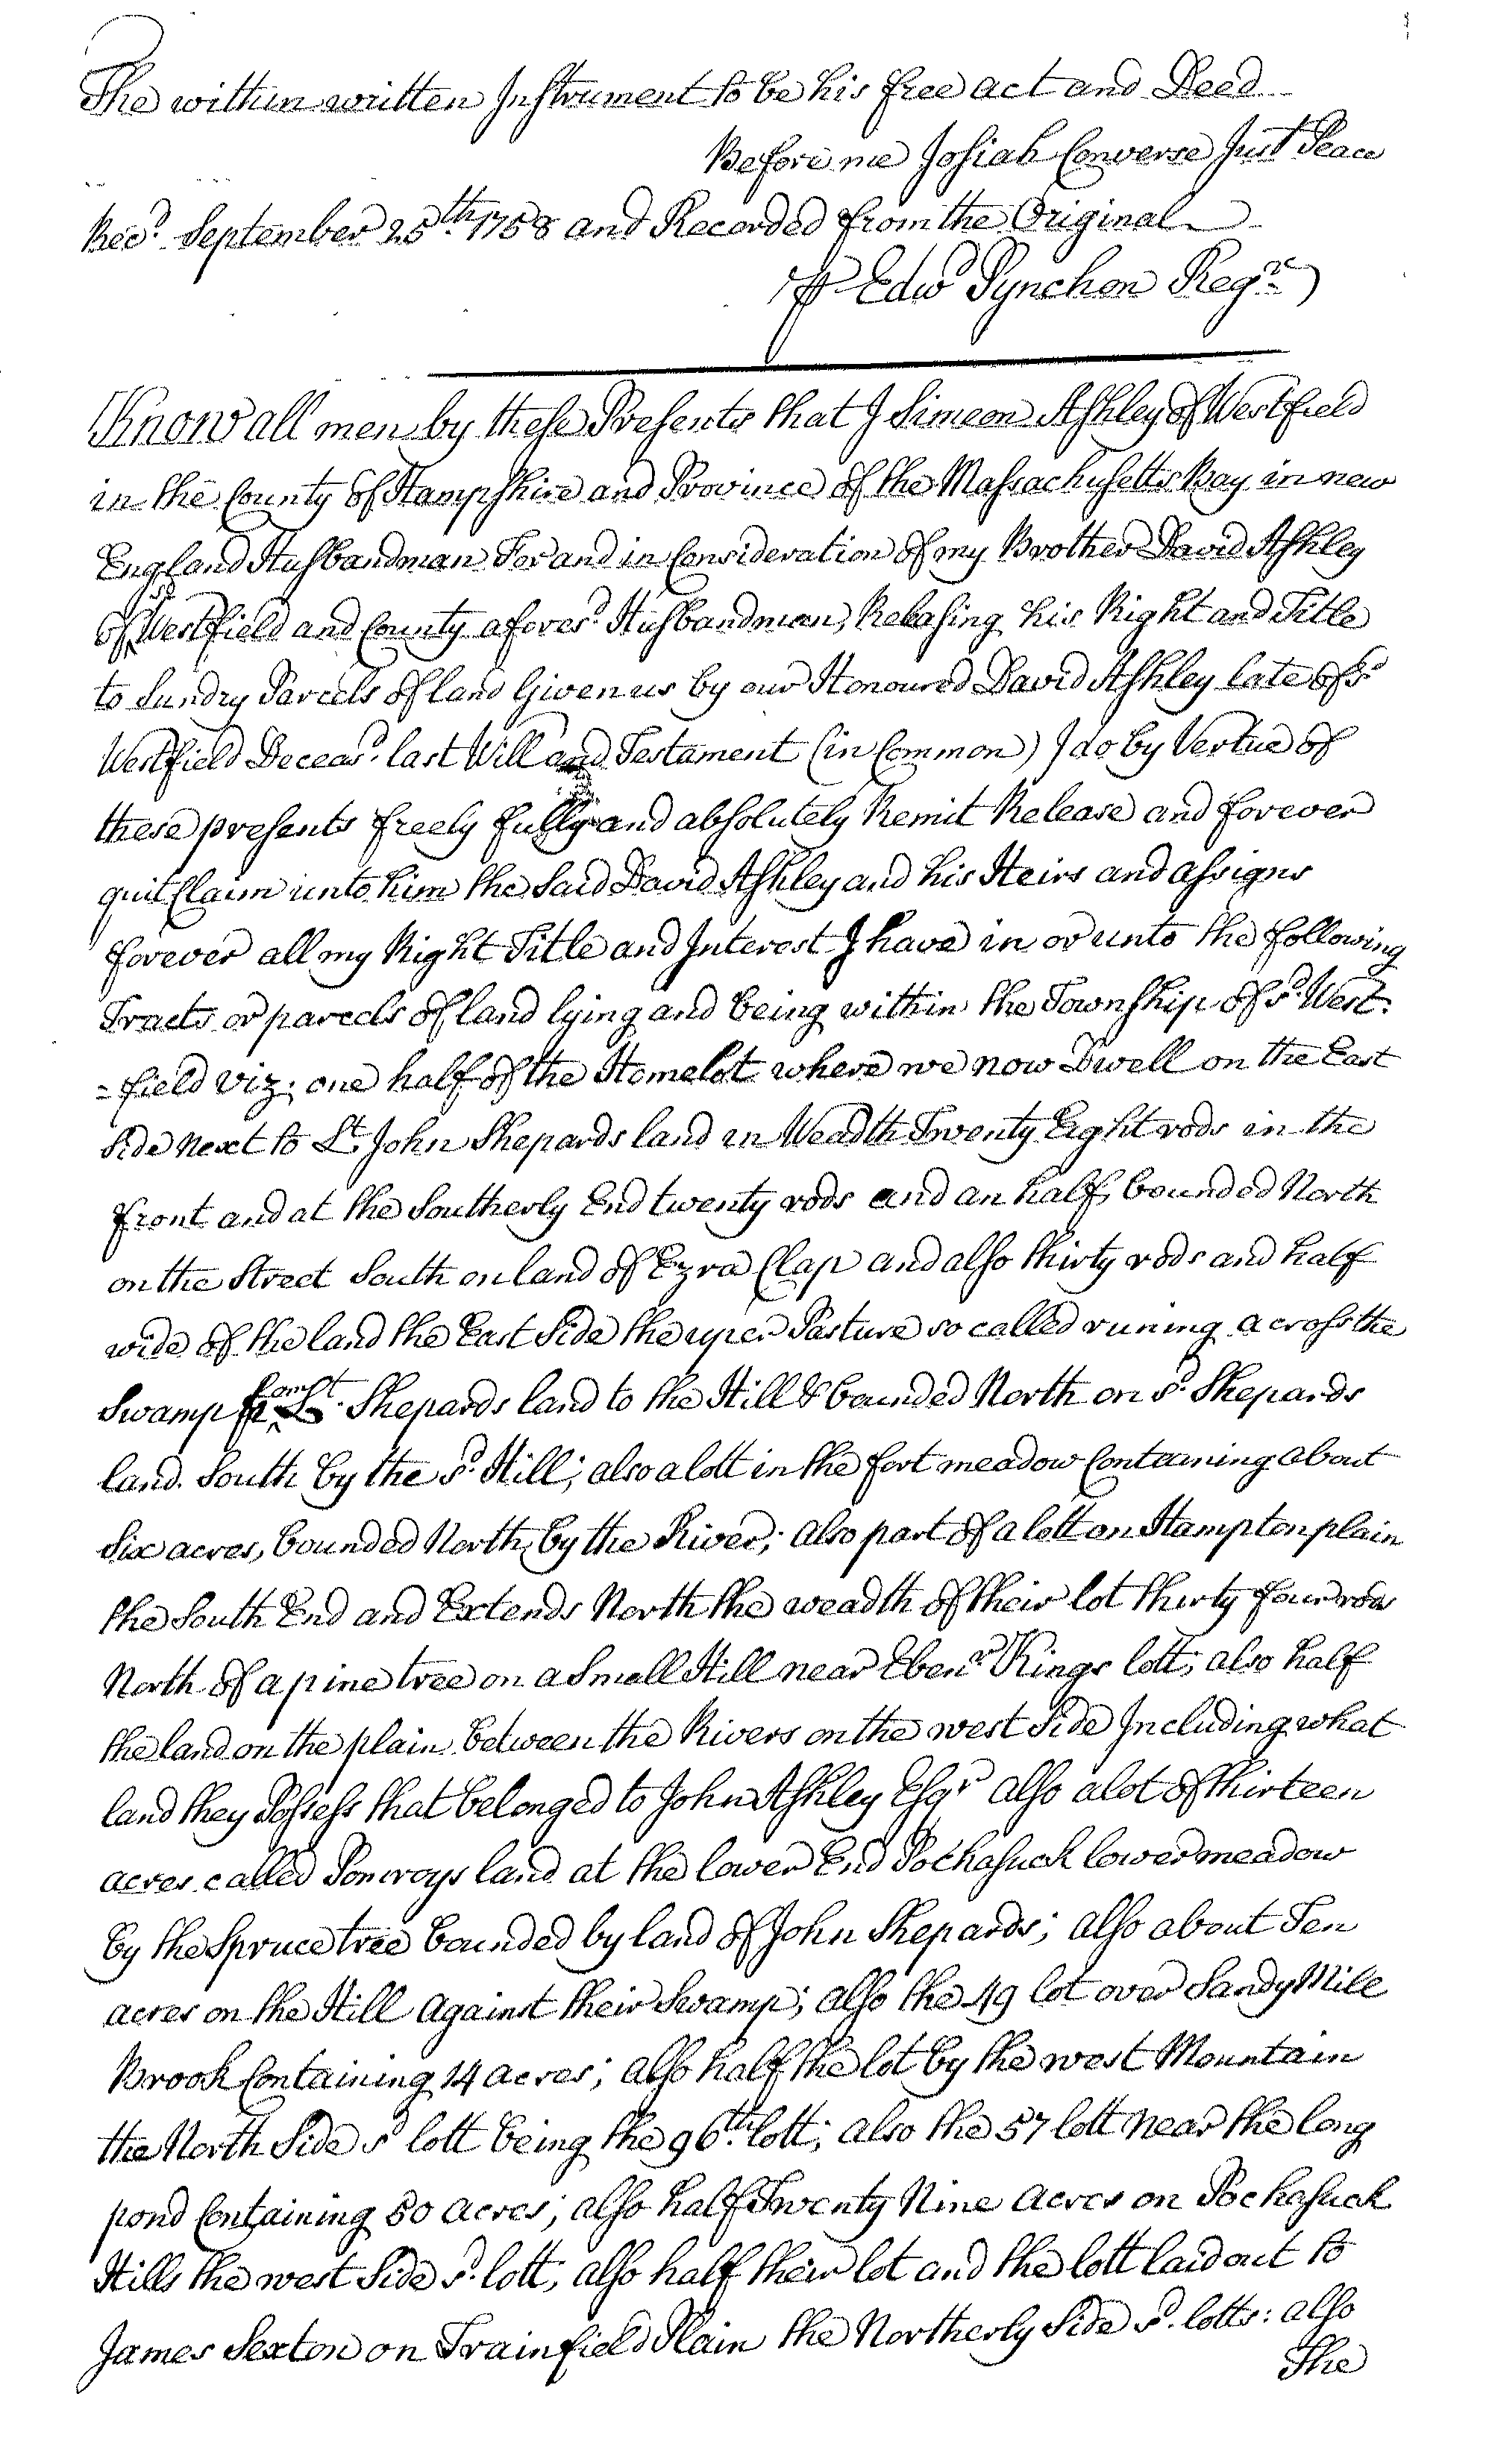 The within written Instrument to be his free act and Deed
Before me Josiah Converse Just Peace
Recd. September 25th. 1758 and Recorded from the Original
⅌ Edwd Pynchon Regr
Know all men by these Presents that I Simeon Ashley of Westfield
in the County of Hampshire and Province of the Massachusetts Bay in new
England Husbandman For and in Consideration of my Brother David Ashley
of Westfield and County aforesd. Husbandman, Releasing his Right and Title
to Sundry Parcels of land Given us by our Honoured David Ashley late of sd.
Westfield Deceasd. last Will and Testament (in Common) I do by Vertue of
these presents freely fully and absolutely Remit Release and forever
quit Claim unto him the Said David Ashley and his Heirs and assigns
forever all my Right Title and Interest I have in or unto the following
Tracts or parcels of land lying and being within the Township of sd. West-
-field viz; one half of the Homelot where we now Dwell on the East
Side Next to Lt. John Shepards land in Weadth Twenty Eight rods in the
front and at the Southerly End twenty rods and an half, bounded North
on the Street South on land of Ezra Clap and also thirty rods and half
wide of the land the East Side the uper Pasture so called runing across the
Swamp from Lt. Shepards land to the Hill & bounded North on sd. Shepards
land. South by the sd. Hill; also a lott in the fort meadow Containing about
Six acres, bounded North, by the River; also part of a lott on Hampton plain
the South End and Extends North the weadth of their lot thirty four rods
North of a pine tree on a Small Hill near Ebenr. Kings lott; also half
the land on the plain between the Rivers on the west Side Including what
land they Possess that belonged to John Ashley Esqr also a lot of thirteen
acres called Pomroys land at the lower End Pochasuck lower meadow
by the Spruce tree bounded by land of John Shepards; also about Ten
acres on the Hill Against their Swamp; also the 49 lot over Sandy Mile
Brook Containing 14 acres; also half the lot by the west Mountain
the North Side sd lott being the 96th. lott; also the 57 lott Near the long
pond Containing 80 acres; also half Twenty Nine Acres on Pochasuck
Hills the west Side sd. lott; also half their lot and the lott laid out to
James Sexton on Trainfield Plain the Northerly Side sd. lotts: also
The